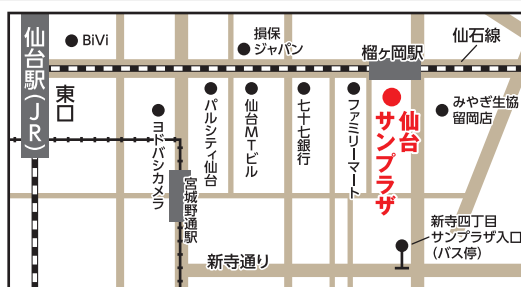 仙台駅(JR)
BiVi
損保
ジャパン
榴ヶ岡駅
仙石線
東口
ヨドバシカメラ
パルシティ仙台
仙台MTビル
七十七銀行
ファミリーマート
仙台
サンプラザ
みやぎ生協
留岡店
宮城野通駅
新寺四丁目
サンプラザ入口
(バス停)
新寺通り